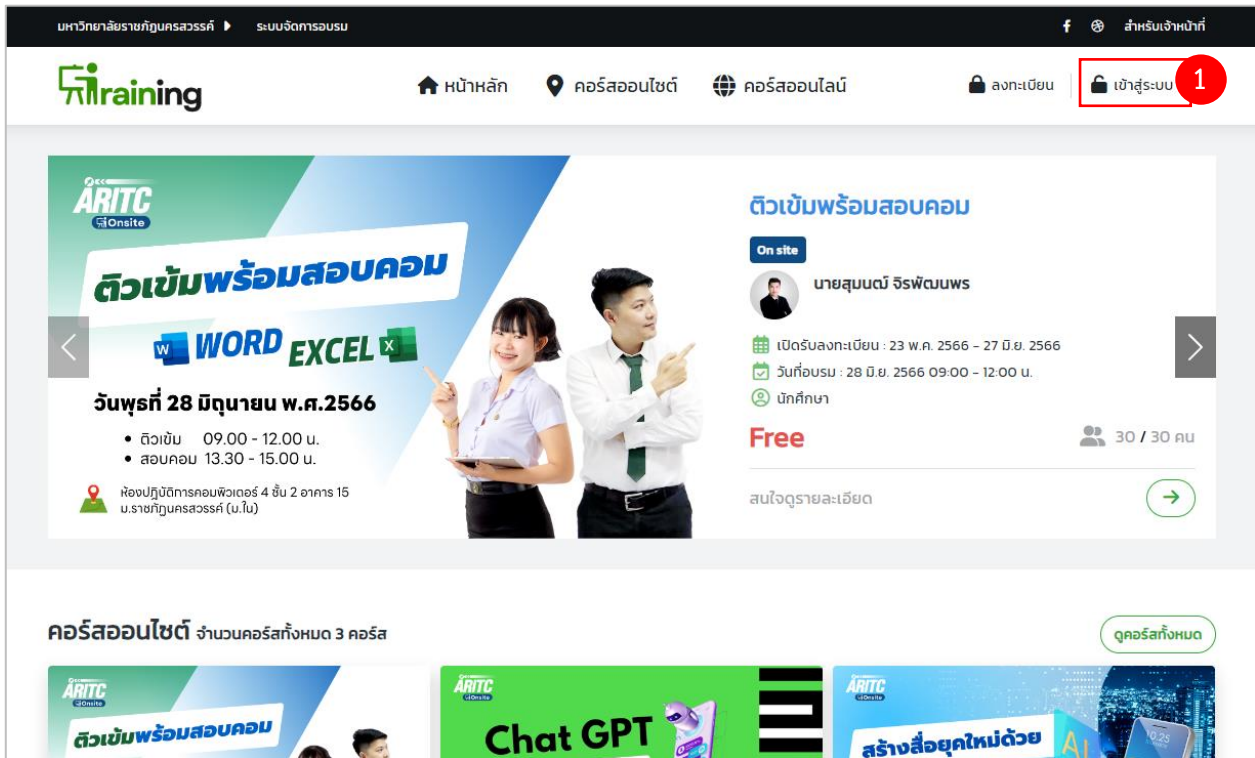 มหาวิทยาลัยราชภัฏนครสวรรค์ ระบบจัดการอบรม สำหรับเจ้าหน้าที่
Training หน้าหลัก คอร์สออนไซต์ คอร์สออนไลน์ ลงทะเบียน เข้าสู่ระบบ 1
ARITC
Onsite
ติวเข้มพร้อมสอบคอม
WORD EXCEL
วันพุธที่ 28 มิถุนายน พ.ศ.2566
• ติวเข้ม 09.00 - 12.00 น.
• สอบคอม 13.30 - 15.00 น.
ห้องปฏิบัติการคอมพิวเตอร์ 4 ชั้น 2 อาคาร 15
ม.ราชภัฏนครสวรรค์ (ม.ใน)
ติวเข้มพร้อมสอบคอม
On site
นายสุมนต์ จิรพัฒนพร
เปิดรับลงทะเบียน : 23 พ.ค. 2566 - 27 มิ.ย. 2566
วันที่อบรม : 28 มิ.ย. 2566 09:00 - 12:00 น.
นักศึกษา
Free 30 / 30 คน
สนใจดูรายละเอียด
คอร์สออนไซต์ จำนวนคอร์สทั้งหมด 3 คอร์ส ดูคอร์สทั้งหมด
ARITC
Onsite
ติวเข้มพร้อมสอบคอม
ARITC
Onsite
Chat GPT
ARITC
Onsite
สร้างสื่อยุคใหม่ด้วย
AI
10:25